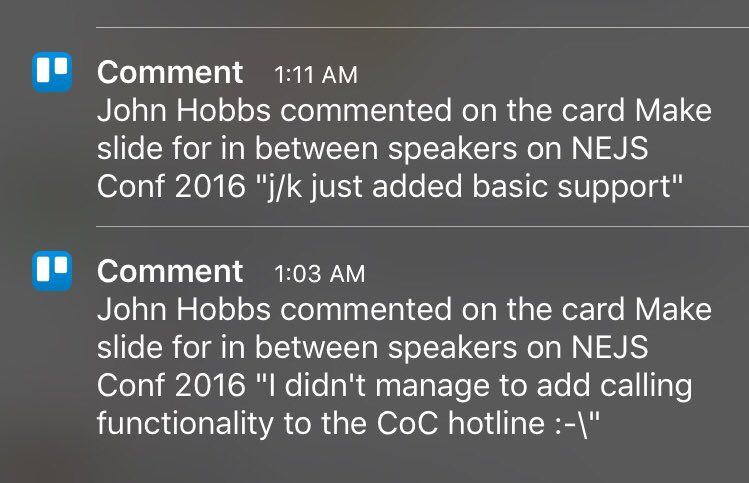 Comment 1:11 AM
John Hobbs commented on the card Make
slide for in between speakers on NEJS
Conf 2016 "j/k just added basic support"
Comment 1:03 AM
John Hobbs commented on the card Make
slide for in between speakers on NEJS
Conf 2016 "I didn't manage to add calling
functionality to the CoC hotline :-\"